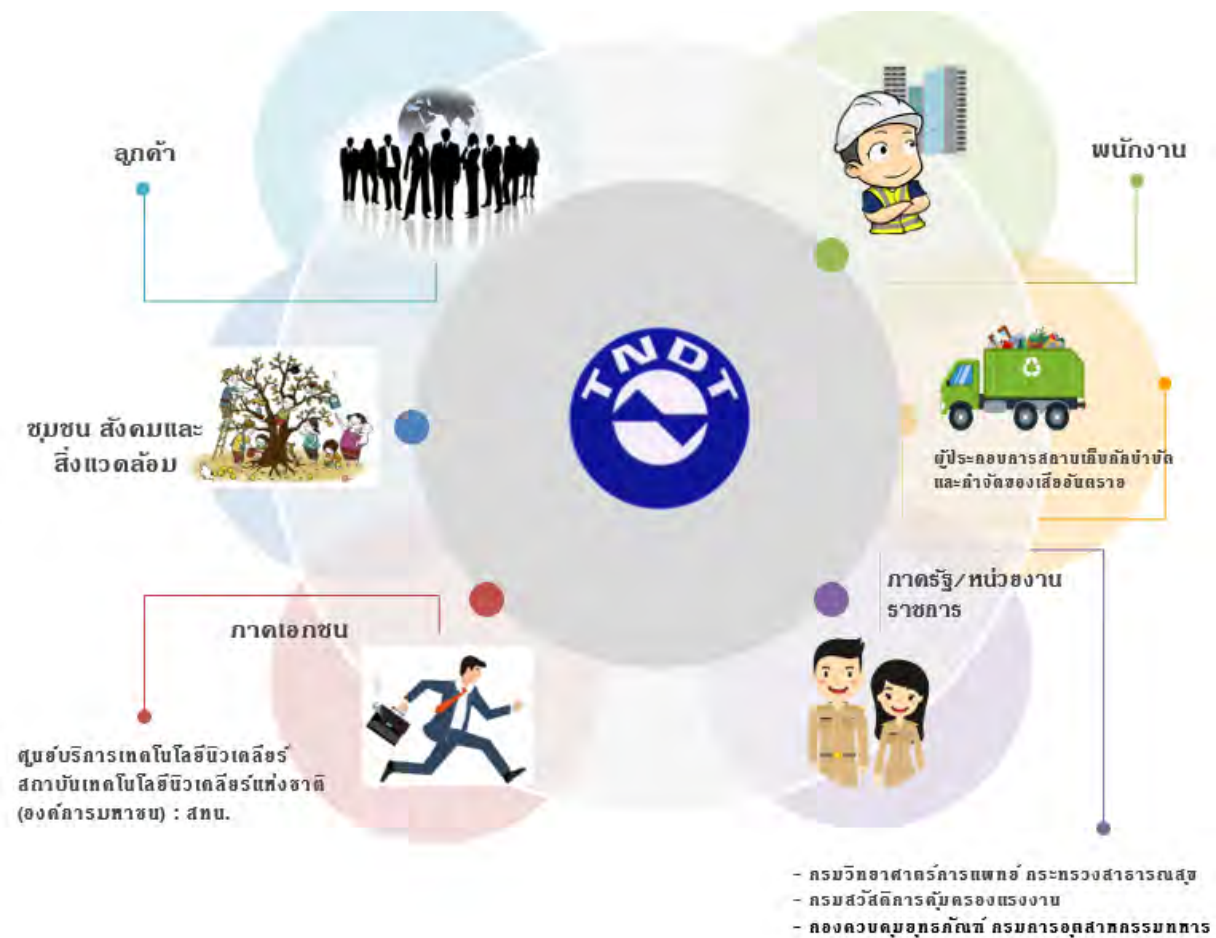 ลูกค้า
พนักงาน
TNDT
ชุมชน สังคมและ
สิ่งแวดล้อม
ผู้ประกอบการสถานเก็บกักบำบัด
และกำจัดของเสียอันตราย
ภาครัฐ/หน่วยงาน
ราชการ
ภาคเอกชน
ศูนย์บริการเทคโนโลยีนิวเคลียร์
สถาบันเทคโนโลยีนิวเคลียร์แห่งชาติ
(องค์การมหาชน) : สทน.
- กรมวิทยาศาตร์การแพทย์ กระทรวงสาธารณสุข
- กรมสวัสดิการคุ้มครองแรงงาน
- กองควบคุมยุทธภัณฑ์ กรมการอุตสาหกรรมทหาร